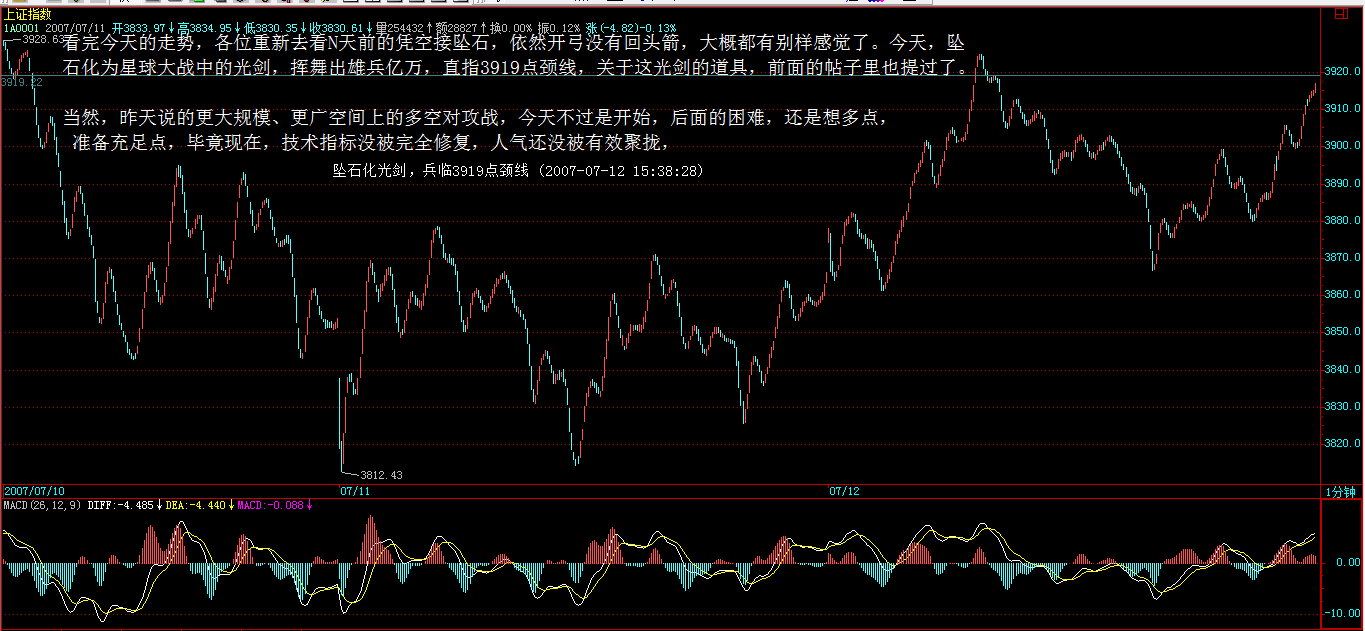 上证指数
1A0001 2007/07/11 开3833.97↓高3834.95↓低3830.35↓收3830.61↓量254432↑额28827↑换0.00% 振0.12% 涨(-4.82)-0.13%
3928.63
看完今天的走势，各位重新去看N天前的凭空接坠石，依然开弓没有回头箭，大概都有别样感觉了。今天，坠
石化为星球大战中的光剑，挥舞出雄兵亿万，直指3919点颈线，关于这光剑的道具，前面的帖子里也提过了。
3919.22
当然，昨天说的更大规模、更广空间上的多空对攻战，今天不过是开始，后面的困难，还是想多点，
准备充足点，毕竟现在，技术指标没被完全修复，人气还没被有效聚拢，
坠石化光剑，兵临3919点颈线 (2007-07-12 15:38:28)
3920.0
3910.0
3900.0
3890.0
3880.0
3870.0
3860.0
3850.0
3840.0
3830.0
3820.0
3812.43
2007/07/10 07/11 07/12 1分钟
MACD(26,12,9) DIFF:-4.485↓DEA:-4.440↓MACD:-0.088↓
0.00
-10.00